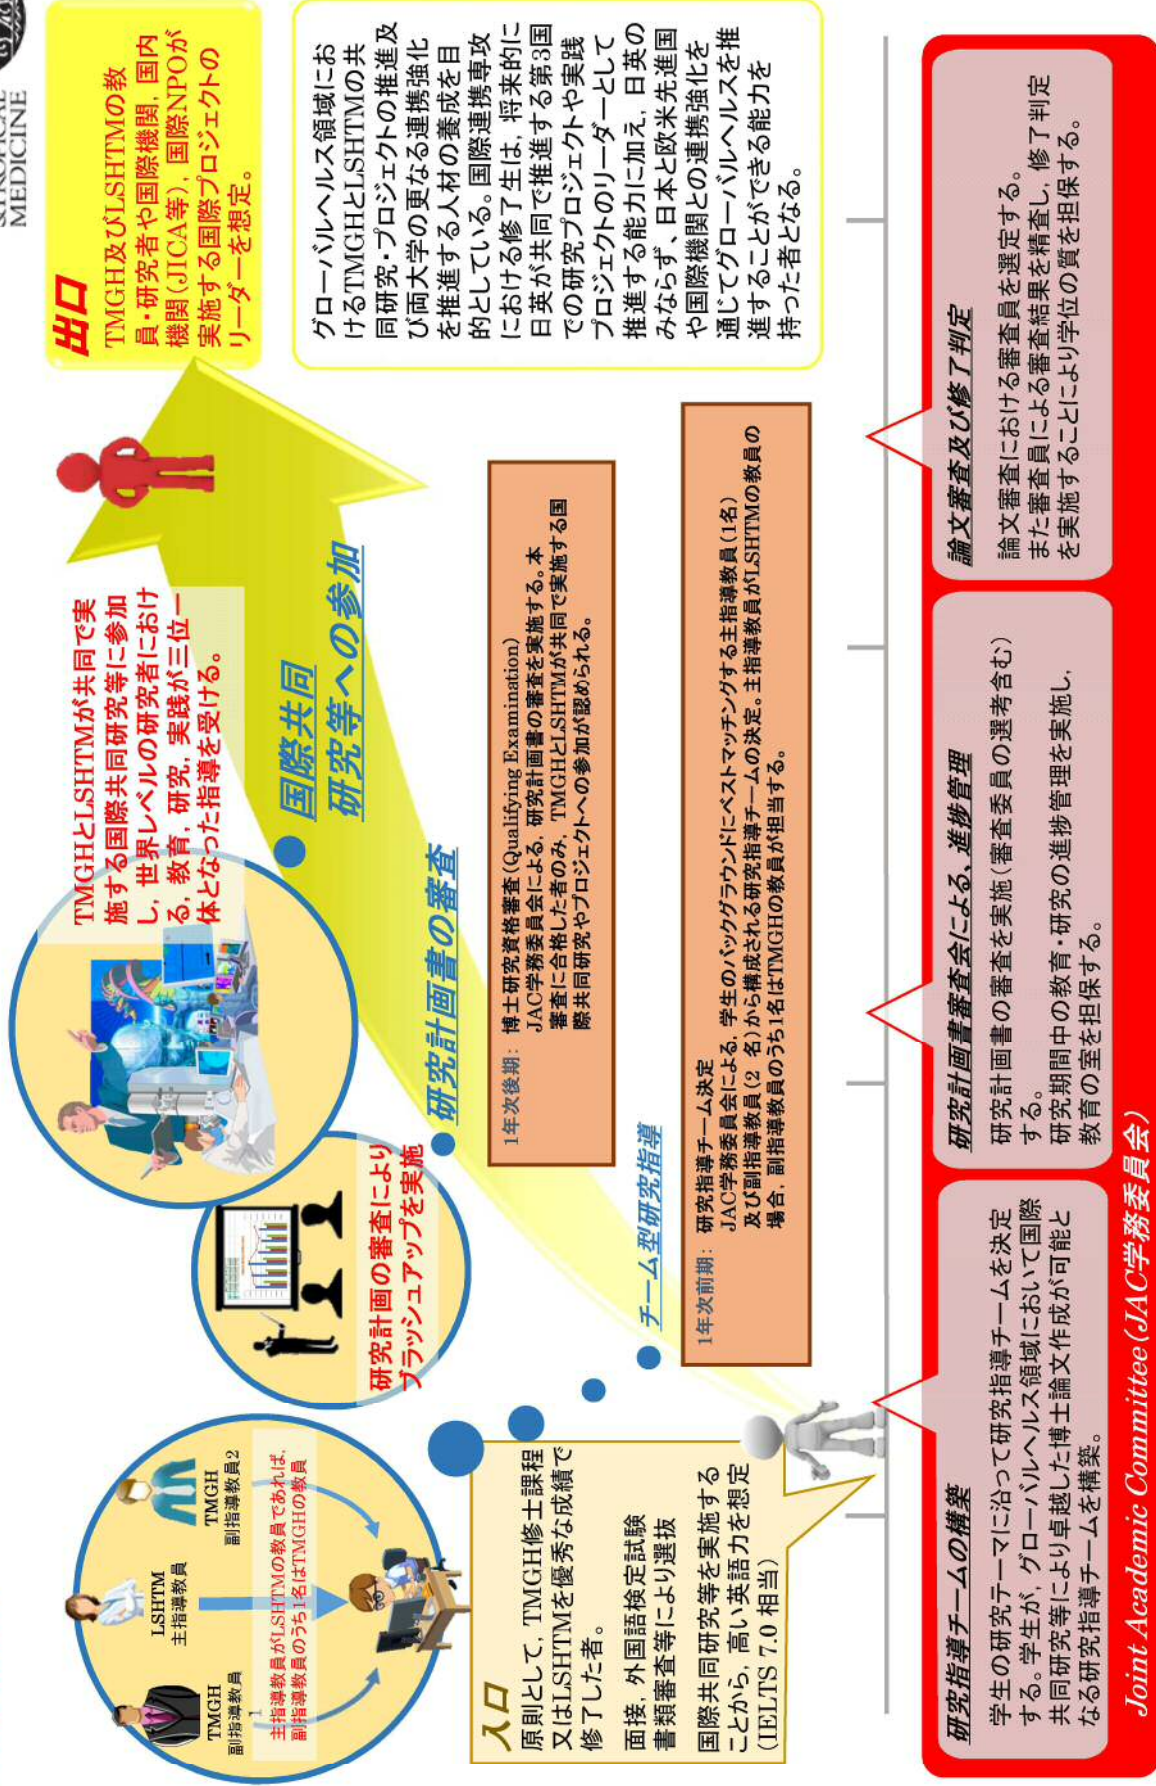 &TROPICAL
MEDICINE
出口
TMGH及びLSHTMの教
員・研究者や国際機関，国内
機関(JICA等)，国際NPOが
実施する国際プロジェクトの
リーダーを想定。
グローバルヘルス領域にお
けるTMGHとLSHTMの共
同研究・プロジェクトの推進及
び両大学の更なる連携強化
を推進する人材の養成を目
的としている。国際連携専攻
における修了生は，将来的に
日英が共同で推進する第3国
での研究プロジェクトや実践
プロジェクトのリーダーとして
推進する能力に加え，日英の
みならず、日本と欧米先進国
や国際機関との連携強化を
通じてグローバルヘルスを推
進することができる能力を
持った者となる。
TMGHとLSHTMが共同で実
施する国際共同研究等に参加
し，世界レベルの研究者におけ
る，教育，研究，実践が三位一
体となった指導を受ける。
国際共同
研究等への参加
研究計画の審査により
ブラッシュアップを実施
研究計画書の審査
1年次後期： 博士研究資格審査(Qualifying Examination)
JAC学務委員会による，研究計画書の審査を実施する。本
審査に合格した者のみ，TMGHとLSHTMが共同で実施する国
際共同研究やプロジェクトへの参加が認められる。
チーム型研究指導
1年次前期： 研究指導チーム決定
JAC学務委員会による，学生のバックグラウンドにベストマッチングする主指導教員(1名)
及び副指導教員(2 名)から構成される研究指導チームの決定。主指導教員がLSHTMの教員の
場合，副指導教員のうち1名はTMGHの教員が担当する。
LSHTM
主指導教員
TMGH
副指導教員
1
TMGH
副指導教員2
主指導教員がLSHTMの教員であれば，
副指導教員のうち1名はTMGHの教員
入口
原則として，TMGH修士課程
又はLSHTMを優秀な成績で
修了した者。
面接，外国語検定試験
書類審査等により選抜
国際共同研究等を実施する
ことから，高い英語力を想定
(IELTS 7.0 相当)
研究指導チームの構築
学生の研究テーマに沿って研究指導チームを決定
する。学生が，グローバルヘルス領域において国際
共同研究等により卓越した博士論文作成が可能と
なる研究指導チームを構築。
研究計画書審査会による、進捗管理
研究計画書の審査を実施(審査委員の選考含む)
する。
研究期間中の教育・研究の進捗管理を実施し，
教育の室を担保する。
論文審査及び修了判定
論文審査における審査員を選定する。
また審査員による審査結果を精査し，修了判定
を実施することにより学位の質を担保する。
Joint Academic Committee(JAC学務委員会)